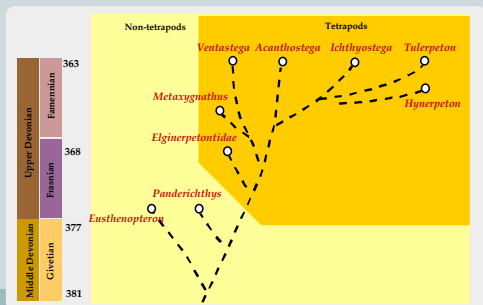 Non-tetrapods
Tetrapods
Ventastega
Acanthostega
Ichthyostega
Tulerpeton
363
Famennian
Metaxygnathus
Hynerpeton
Upper Devonian
Elginerpetontidae
368
Frasnian
Panderichthys
Eusthenopteron
377
Middle Devonian
Givetian
381